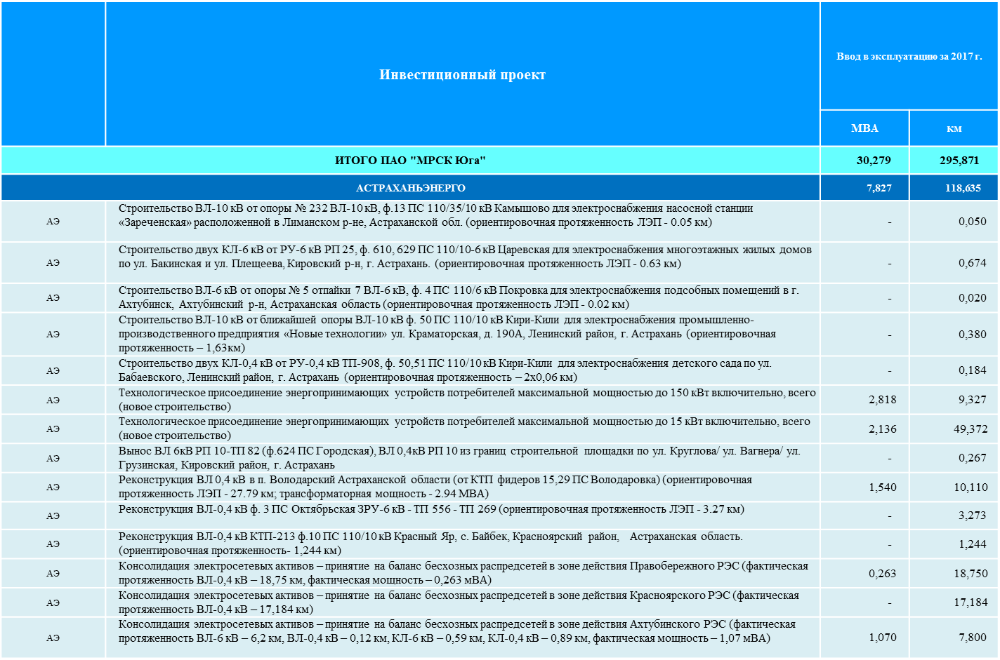 Инвестиционный проект
Ввод в эксплуатацию за 2017 г.
МВА
км
ИТОГО ПАО "МРСК Юга"
30,279
295,871
АСТРАХАНЬЭНЕРГО
7,827
118,635
АЭ
Строительство ВЛ-10 кВ от опоры № 232 ВЛ-10 кВ, ф.13 ПС 110/35/10 кВ Камышово для электроснабжения насосной станции
«Зареченская» расположенной в Лиманском р-не, Астраханской обл. (ориентировочная протяженность ЛЭП - 0.05 км)
-
0,050
АЭ
Строительство двух КЛ-6 кВ от РУ-6 кВ РП 25, ф. 610, 629 ПС 110/10-6 кВ Царевская для электроснабжения многоэтажных жилых домов
по ул. Бакинская и ул. Плещеева, Кировский р-н, г. Астрахань. (ориентировочная протяженность ЛЭП - 0.63 км)
-
0,674
АЭ
Строительство ВЛ-6 кВ от опоры № 5 отпайки 7 ВЛ-6 кВ, ф. 4 ПС 110/6 кВ Покровка для электроснабжения подсобных помещений в г.
Ахтубинск, Ахтубинский р-н, Астраханская область (ориентировочная протяженность ЛЭП - 0.02 км)
-
0,020
АЭ
Строительство ВЛ-10 кВ от ближайшей опоры ВЛ-10 кВ ф. 50 ПС 110/10 кВ Кири-Кили для электроснабжения промышленно-
производственного предприятия «Новые технологии» ул. Краматорская, д. 190А, Ленинский район, г. Астрахань (ориентировочная
протяженность – 1,63км)
-
0,380
АЭ
Строительство двух КЛ-0,4 кВ от РУ-0,4 кВ ТП-908, ф. 50,51 ПС 110/10 кВ Кири-Кили для электроснабжения детского сада по ул.
Бабаевского, Ленинский район, г. Астрахань (ориентировочная протяженность – 2х0,06 км)
-
0,184
АЭ
Технологическое присоединение энергопринимающих устройств потребителей максимальной мощностью до 150 кВт включительно, всего
(новое строительство)
2,818
9,327
АЭ
Технологическое присоединение энергопринимающих устройств потребителей максимальной мощностью до 15 кВт включительно, всего
(новое строительство)
2,136
49,372
АЭ
Вынос ВЛ 6кВ РП 10-ТП 82 (ф.624 ПС Городская), ВЛ 0,4кВ РП 10 из границ строительной площадки по ул. Круглова/ ул. Вагнера/ ул.
Грузинская, Кировский район, г. Астрахань
-
0,267
АЭ
Реконструкция ВЛ 0,4 кВ в п. Володарский Астраханской области (от КТП фидеров 15,29 ПС Володаровка) (ориентировочная
протяженность ЛЭП - 27.79 км; трансформаторная мощность - 2.94 МВА)
1,540
10,110
АЭ
Реконструкция ВЛ-0,4 кВ ф. 3 ПС Октябрьская ЗРУ-6 кВ - ТП 556 - ТП 269 (ориентировочная протяженность ЛЭП - 3.27 км)
-
3,273
АЭ
Реконструкция ВЛ-0,4 кВ КТП-213 ф.10 ПС 110/10 кВ Красный Яр, с. Байбек, Красноярский район, Астраханская область.
(ориентировочная протяженность- 1,244 км)
-
1,244
АЭ
Консолидация электросетевых активов – принятие на баланс бесхозных распредсетей в зоне действия Правобережного РЭС (фактическая
протяженность ВЛ-0,4 кВ – 18,75 км, фактическая мощность – 0,263 мВА)
0,263
18,750
АЭ
Консолидация электросетевых активов – принятие на баланс бесхозных распредсетей в зоне действия Красноярского РЭС (фактическая
протяженность ВЛ-0,4 кВ – 17,184 км)
-
17,184
АЭ
Консолидация электросетевых активов – принятие на баланс бесхозных распредсетей в зоне действия Ахтубинского РЭС (фактическая
протяженность ВЛ-6 кВ – 6,2 км, ВЛ-0,4 кВ – 0,12 км, КЛ-6 кВ – 0,59 км, КЛ-0,4 кВ – 0,89 км, фактическая мощность – 1,07 мВА)
1,070
7,800